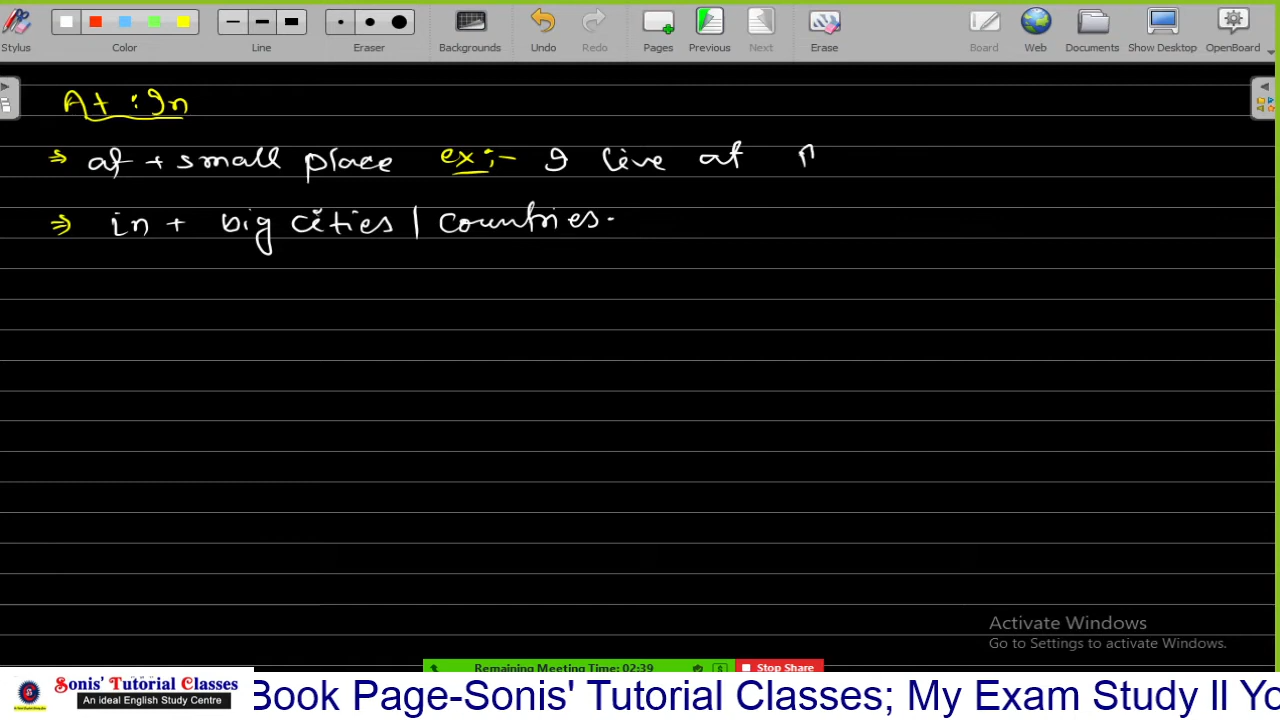 Stylus Color Line Eraser Backgrounds Undo Redo Pages Previous Next Erase Board Web Documents Show Desktop OpenBoard
At : In
⇒ at + small place ex:- I live at
⇒ in + big cities | countries.
Activate Windows
Go to Settings to activate Windows.
Remaining Meeting Time: 02:39 Stop Share
Sonis' Tutorial Classes
An ideal English Study Centre
Book Page-Sonis' Tutorial Classes; My Exam Study ll Yo